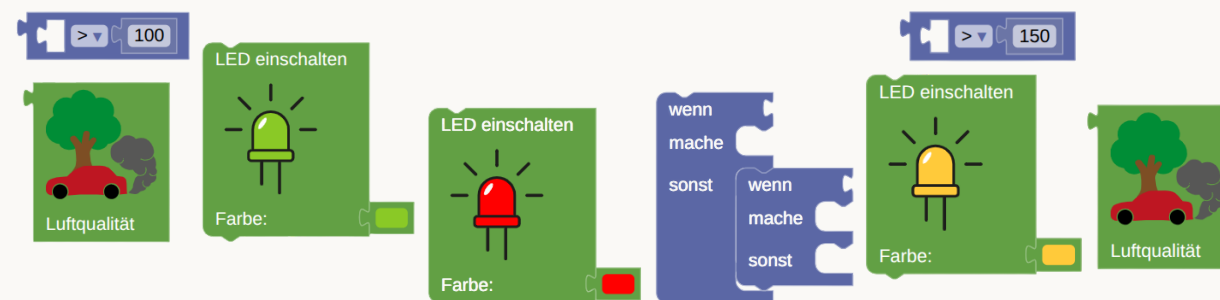 > ▾ 100
LED einschalten
Luftqualität
Farbe:
LED einschalten
Farbe:
wenn
mache
sonst
wenn
mache
sonst
> ▾ 150
LED einschalten
Farbe:
Luftqualität